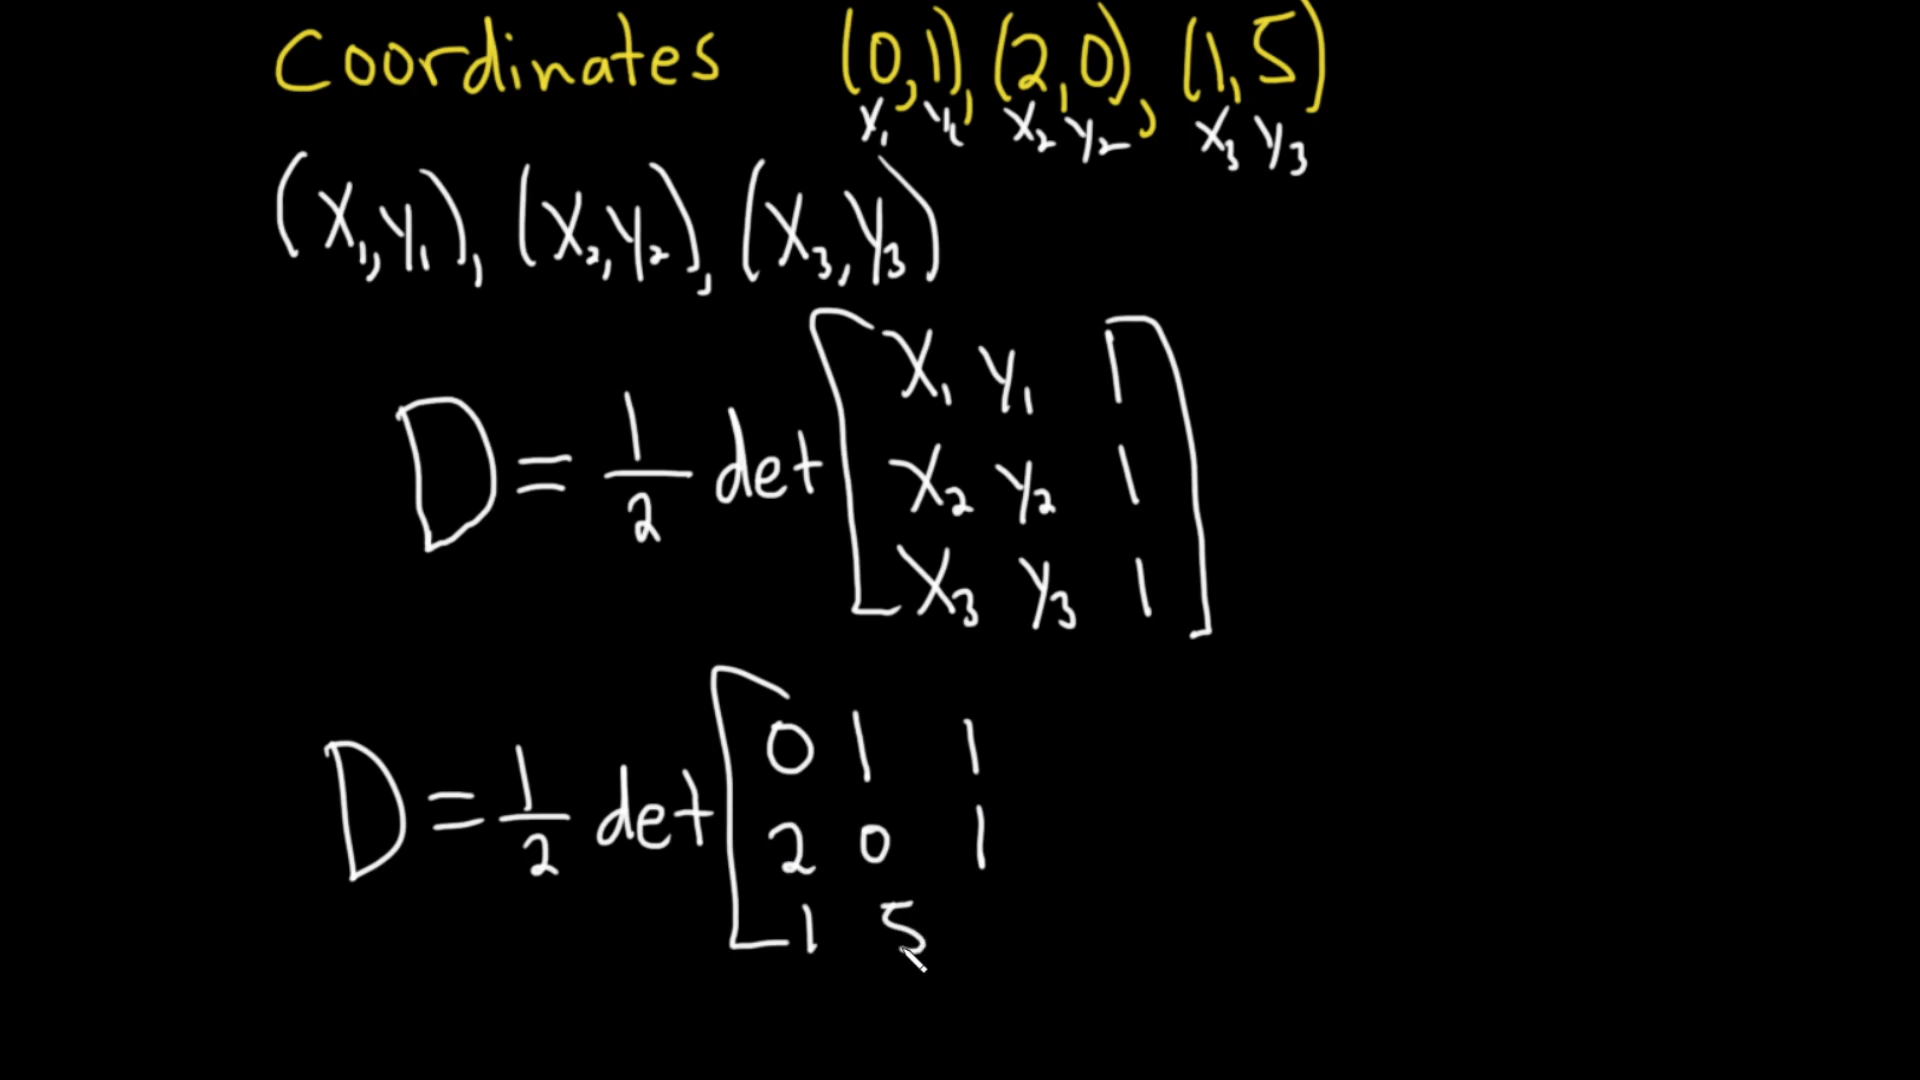 Coordinates (0,1), (2,0), (1,5)
x₁ y₁ x₂ y₂ x₃ y₃
(x₁,y₁), (x₂,y₂), (x₃,y₃)
x₁ y₁ 1
D = 1/2 det [ x₂ y₂ 1 ]
x₃ y₃ 1
0 1 1
D = 1/2 det [ 2 0 1
1 5